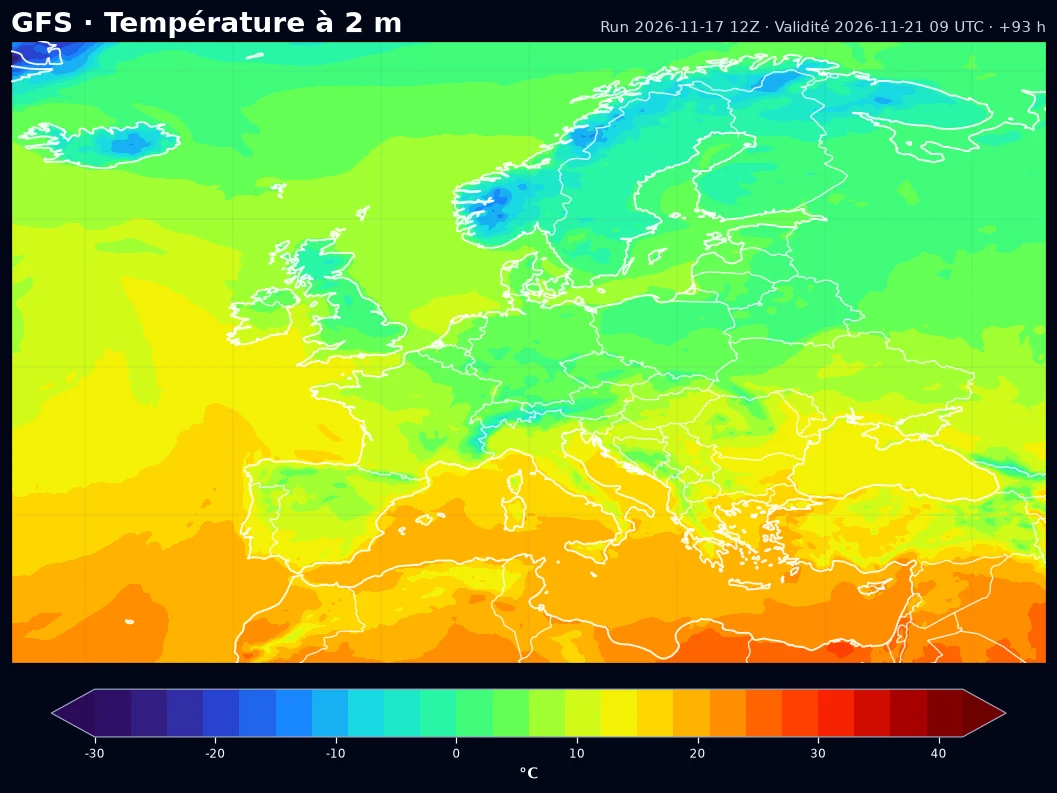 GFS · Température à 2 m
Run 2026-11-17 12Z · Validité 2026-11-21 09 UTC · +93 h
-30 -20 -10 0 10 20 30 40
°C